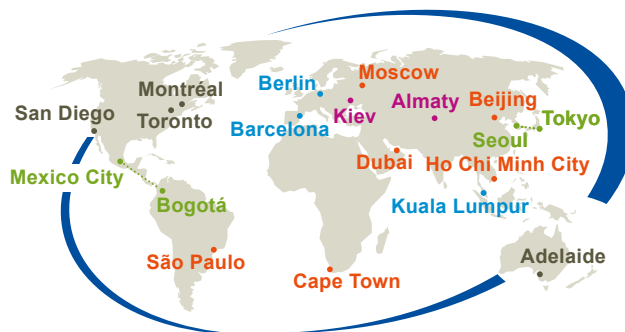 Moscow
Berlin
Montréal
Almaty
Beijing
San Diego
Toronto
Kiev
Tokyo
Barcelona
Seoul
Dubai
Ho Chi Minh City
Mexico City
Bogotá
Kuala Lumpur
São Paulo
Adelaide
Cape Town